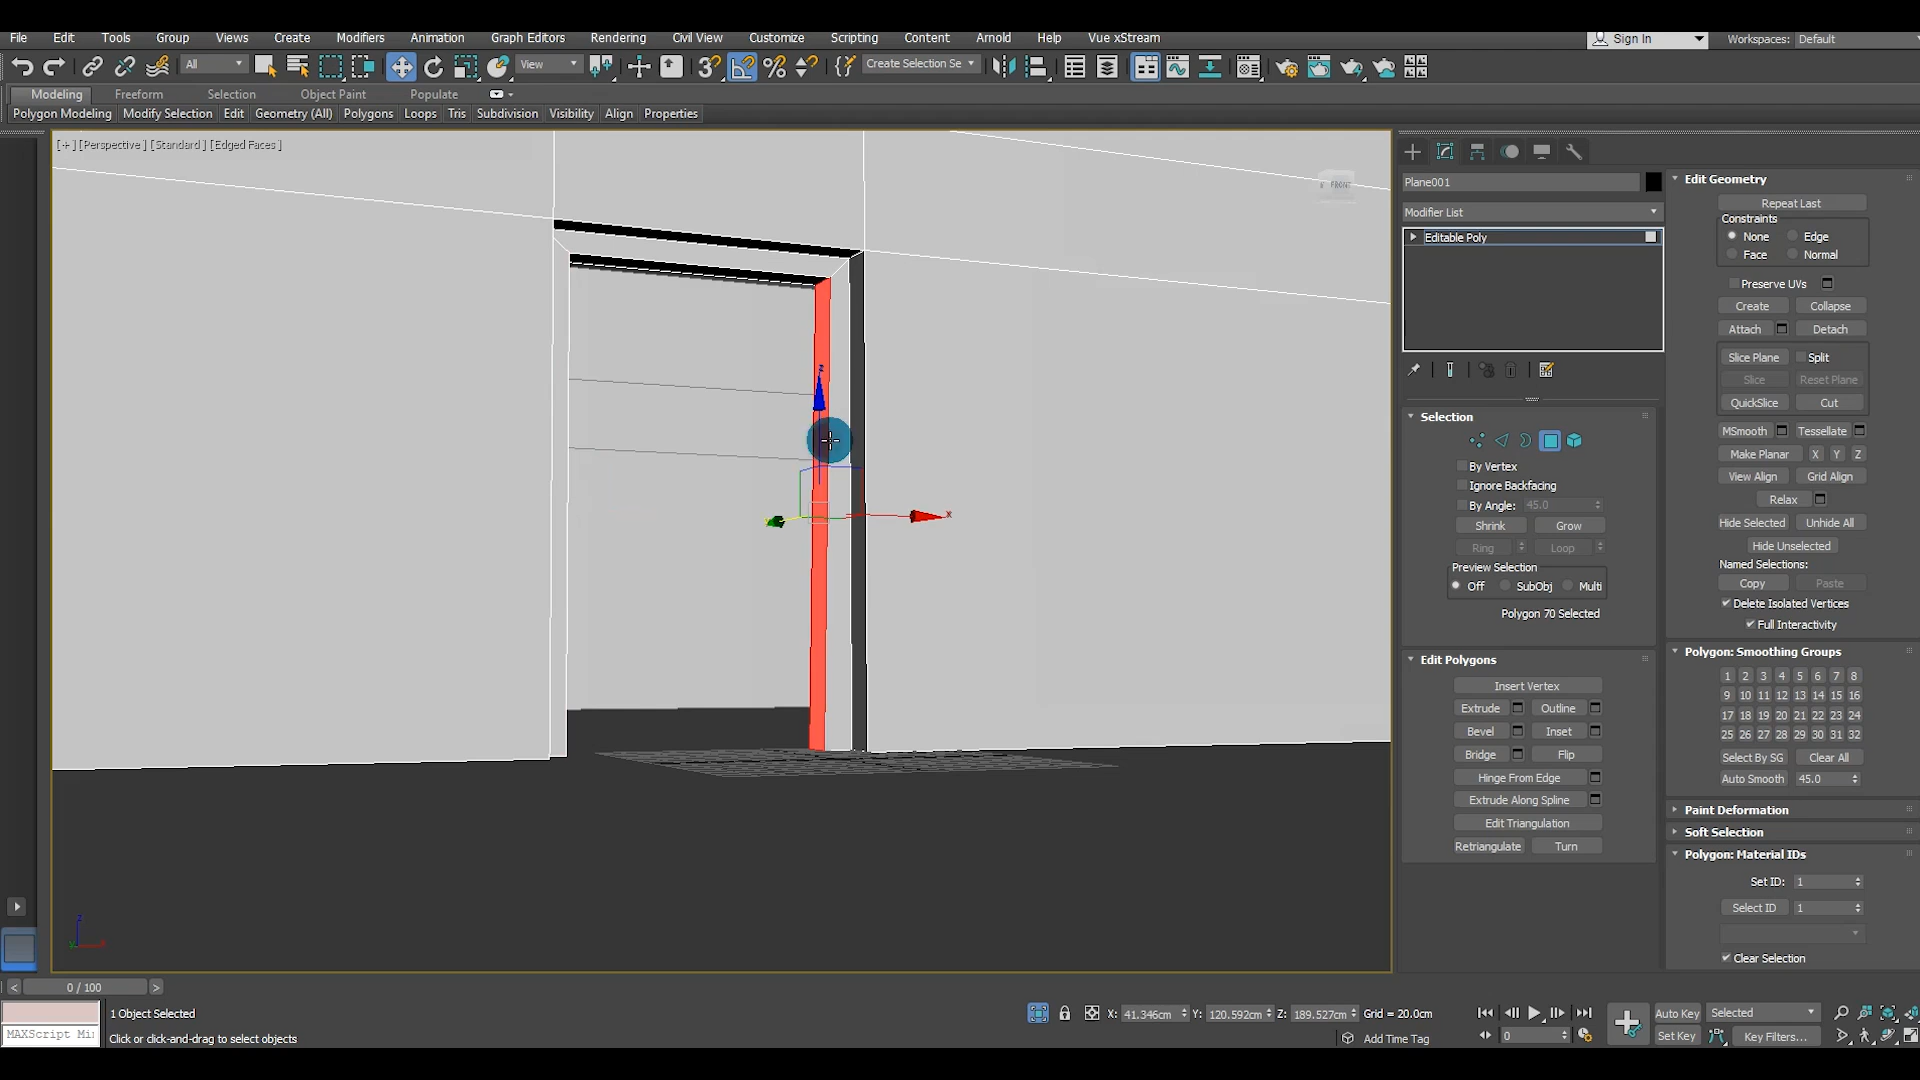 File Edit Tools Group Views Create Modifiers Animation Graph Editors Rendering Civil View Customize Scripting Content Arnold Help Vue xStream Sign In Workspaces: Default
All View Create Selection Se
Modeling Freeform Selection Object Paint Populate
Polygon Modeling Modify Selection Edit Geometry (All) Polygons Loops Tris Subdivision Visibility Align Properties
[+] [Perspective] [Standard] [Edged Faces]
FRONT
z
x
z
Plane001
Modifier List
Editable Poly
Selection
By Vertex
Ignore Backfacing
By Angle: 45.0
Shrink Grow
Ring Loop
Preview Selection
Off SubObj Multi
Polygon 70 Selected
Edit Polygons
Insert Vertex
Extrude Outline
Bevel Inset
Bridge Flip
Hinge From Edge
Extrude Along Spline
Edit Triangulation
Retriangulate Turn
Edit Geometry
Repeat Last
Constraints
None Edge
Face Normal
Preserve UVs
Create Collapse
Attach Detach
Slice Plane Split
Slice Reset Plane
QuickSlice Cut
MSmooth Tessellate
Make Planar X Y Z
View Align Grid Align
Relax
Hide Selected Unhide All
Hide Unselected
Named Selections:
Copy Paste
Delete Isolated Vertices
Full Interactivity
Polygon: Smoothing Groups
1 2 3 4 5 6 7 8
9 10 11 12 13 14 15 16
17 18 19 20 21 22 23 24
25 26 27 28 29 30 31 32
Select By SG Clear All
Auto Smooth 45.0
Paint Deformation
Soft Selection
Polygon: Material IDs
Set ID: 1
Select ID 1
Clear Selection
< 0 / 100 >
1 Object Selected
MAXScript Mi
Click or click-and-drag to select objects
X: 41.346cm Y: 120.592cm Z: 189.527cm Grid = 20.0cm
Add Time Tag
0
Auto Key Selected
Set Key Key Filters...